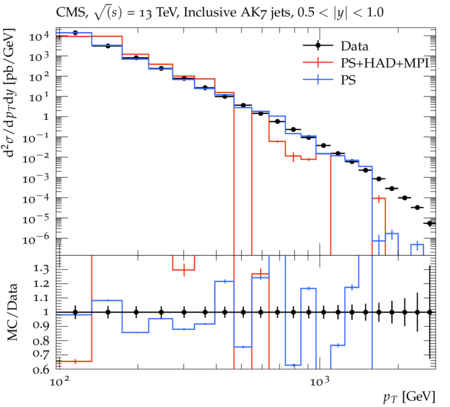 CMS, √(s) = 13 TeV, Inclusive AK7 jets, 0.5 < |y| < 1.0
d²σ/dp_T dy [pb/GeV]
10⁴
10³
10²
10¹
1
10⁻¹
10⁻²
10⁻³
10⁻⁴
10⁻⁵
10⁻⁶
Data
PS+HAD+MPI
PS
MC/Data
1.3
1.2
1.1
1
0.9
0.8
0.7
0.6
10² 10³
p_T [GeV]